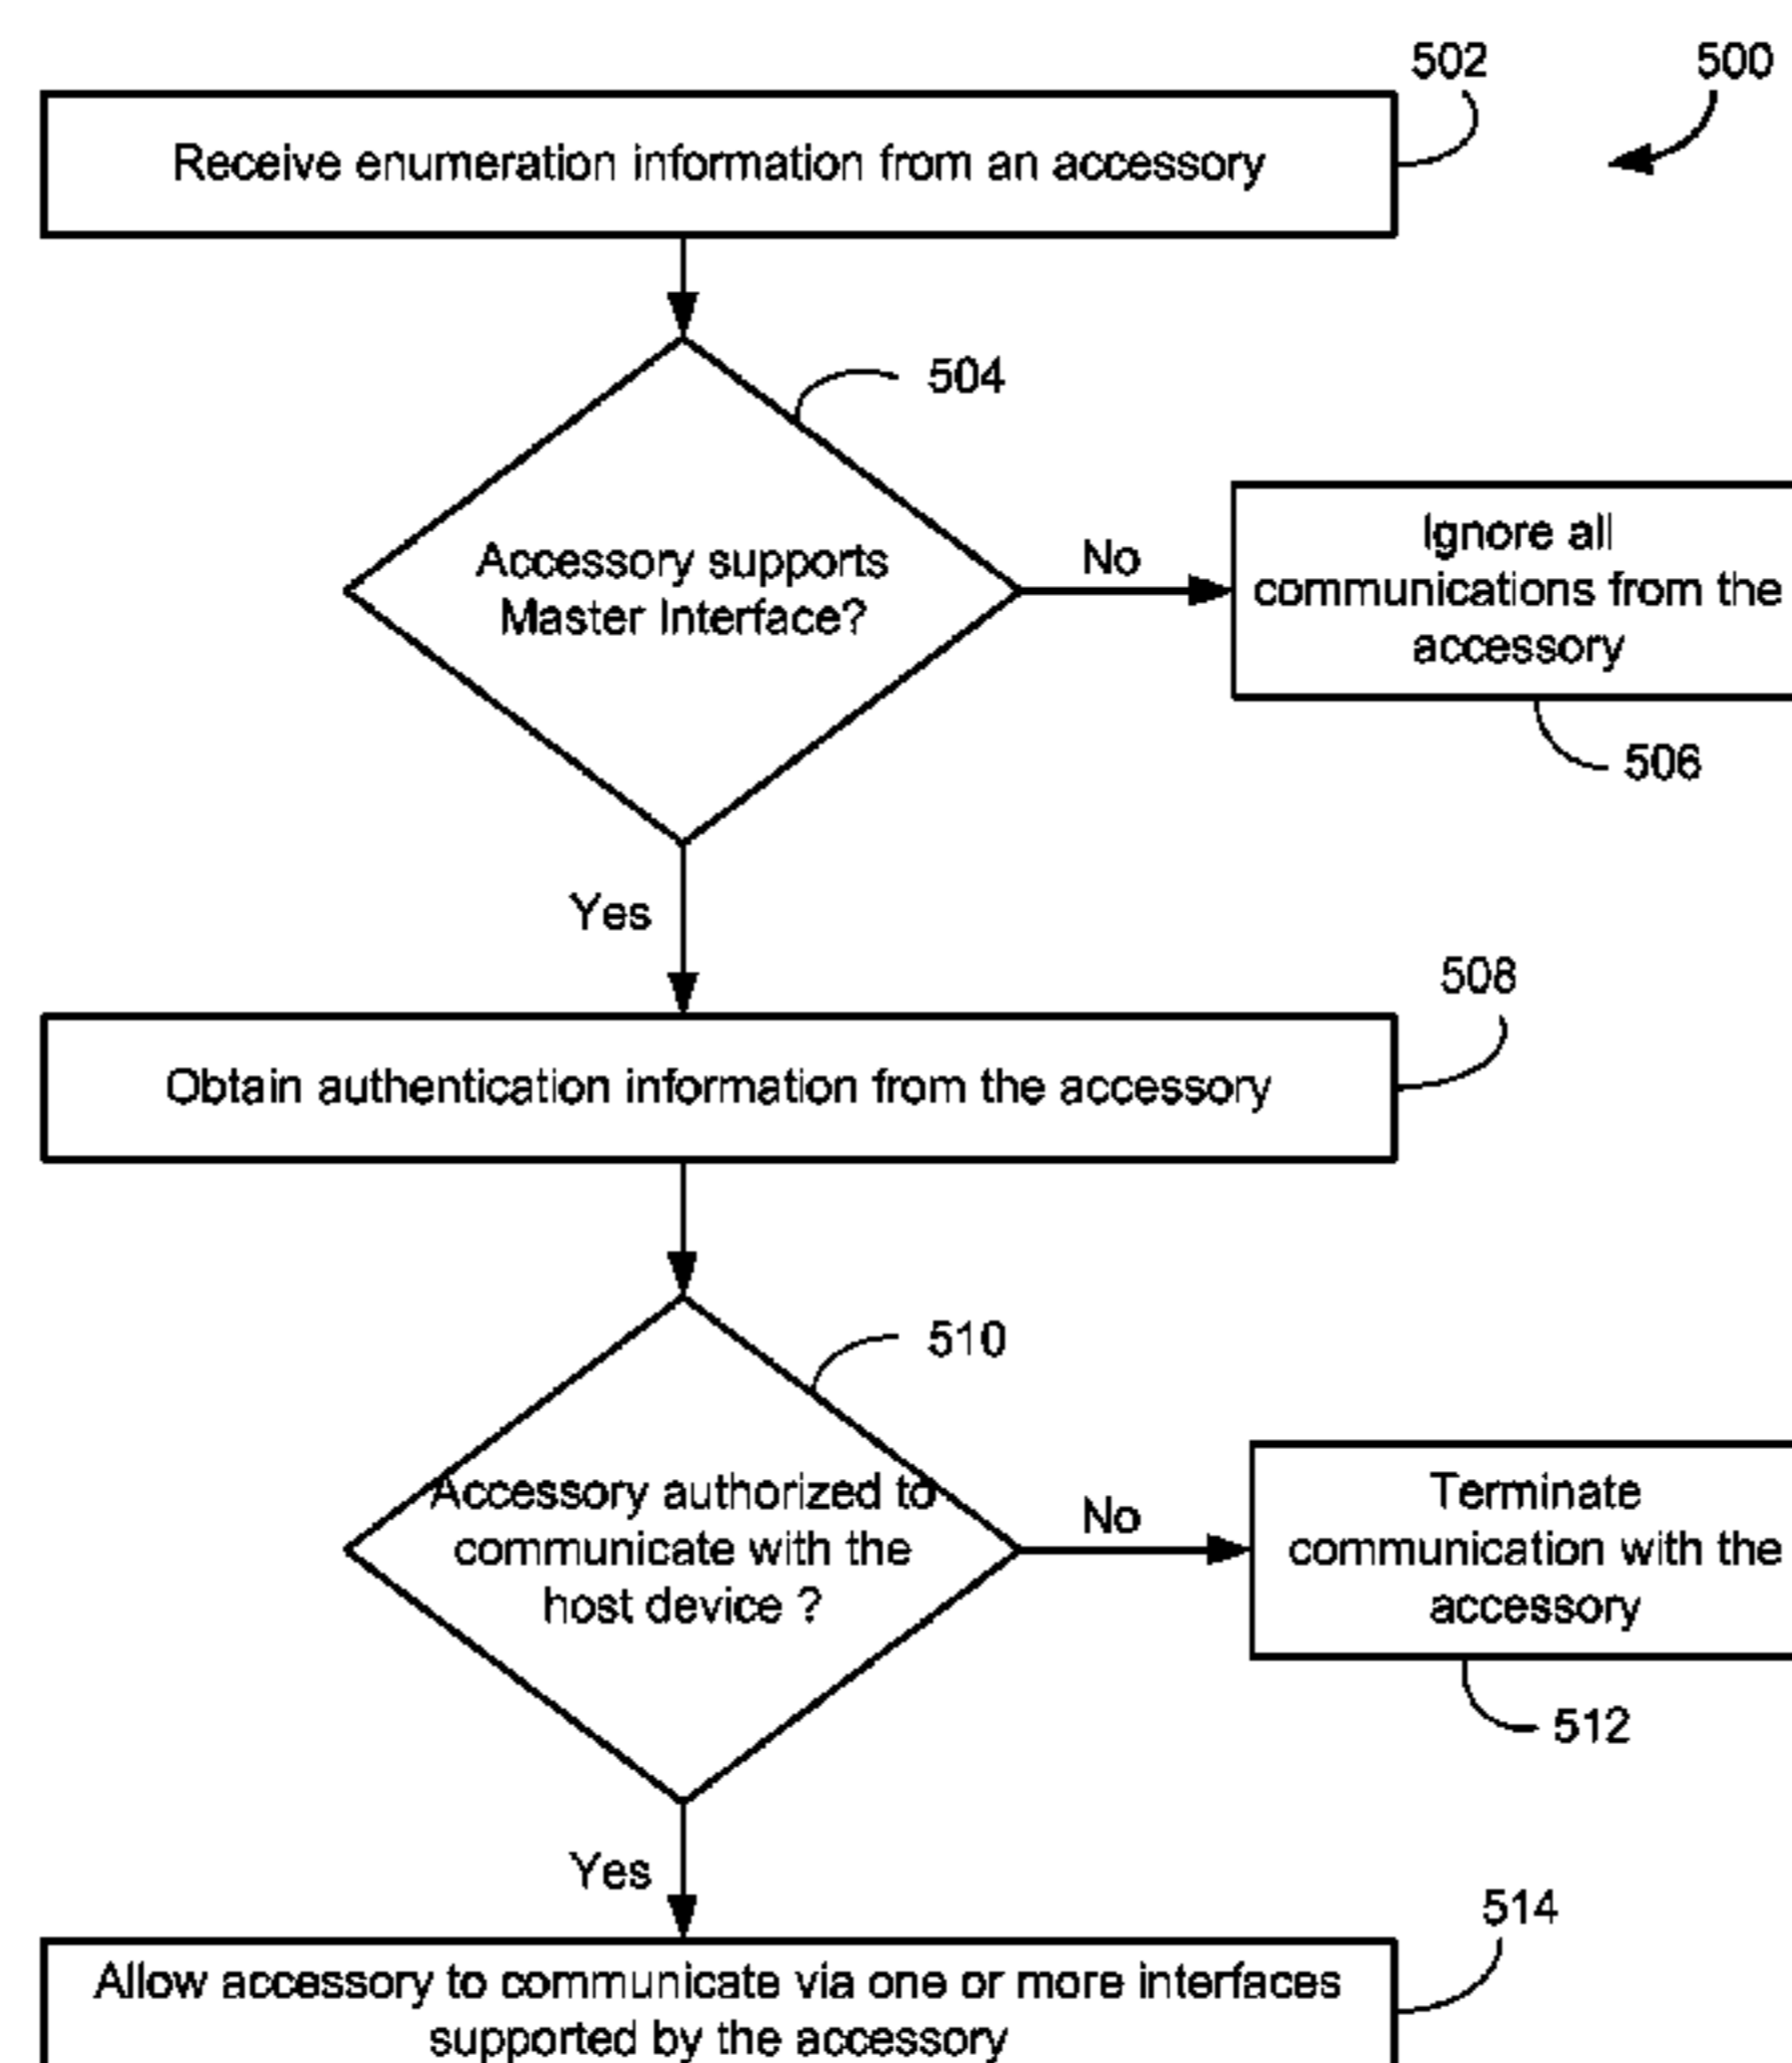 502
500
Receive enumeration information from an accessory
504
Accessory supports
Master Interface?
No
Ignore all
communications from the
accessory
506
Yes
508
Obtain authentication information from the accessory
510
Accessory authorized to
communicate with the
host device ?
No
Terminate
communication with the
accessory
512
Yes
514
Allow accessory to communicate via one or more interfaces
supported by the accessory